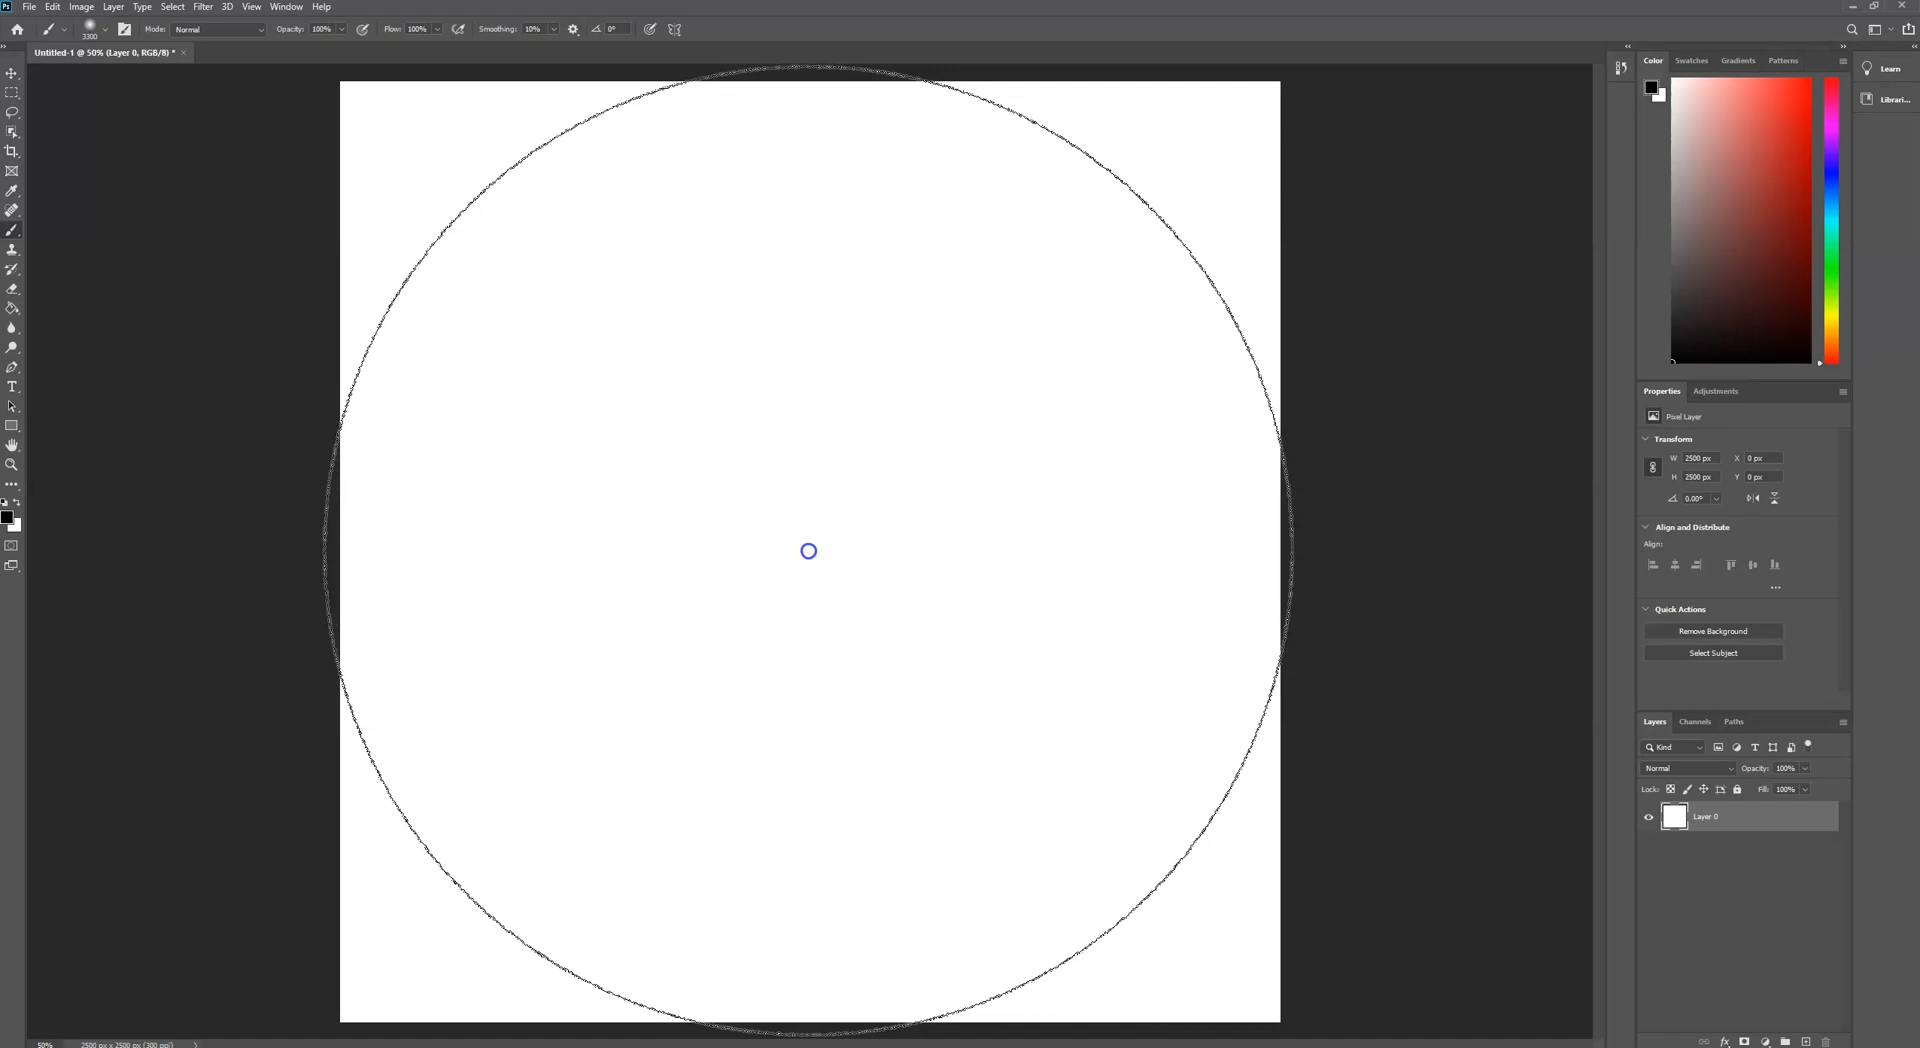 Ps File Edit Image Layer Type Select Filter 3D View Window Help
3300 Mode: Normal Opacity: 100% Flow: 100% Smoothing: 10% 0°
Untitled-1 @ 50% (Layer 0, RGB/8) * ×
Color Swatches Gradients Patterns
Learn
Librari...
Properties Adjustments
Pixel Layer
Transform
W 2500 px X 0 px
H 2500 px Y 0 px
0.00°
Align and Distribute
Align:
Quick Actions
Remove Background
Select Subject
Layers Channels Paths
Kind
Normal Opacity: 100%
Lock: Fill: 100%
Layer 0
50% 2500 px x 2500 px (300 ppi)